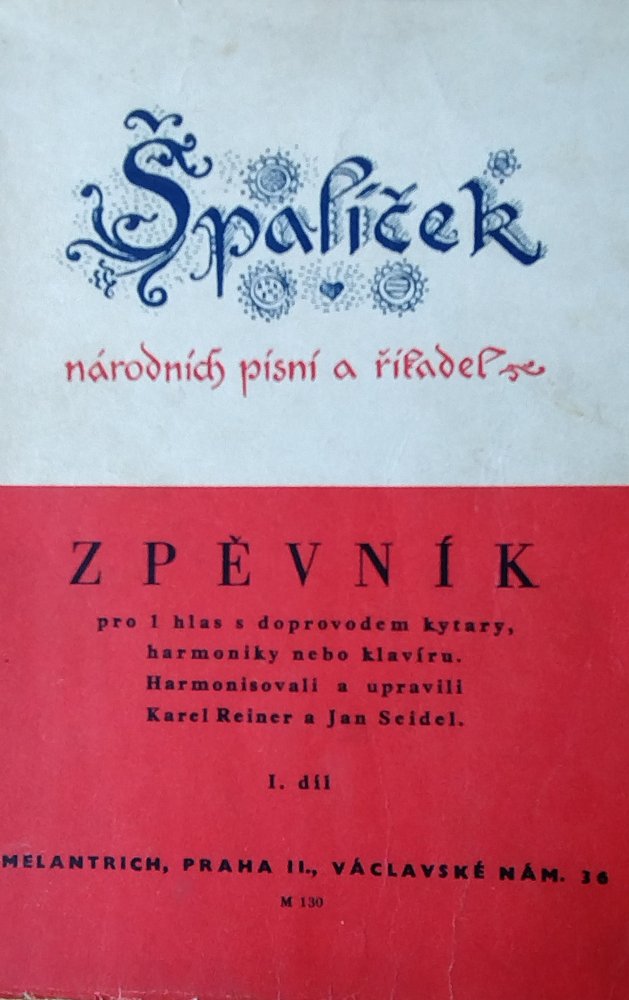 Špalíček
národních písní a říkadel
ZPĚVNÍK
pro 1 hlas s doprovodem kytary,
harmoniky nebo klavíru.
Harmonisovali a upravili
Karel Reiner a Jan Seidel.
I. díl
MELANTRICH, PRAHA II., VÁCLAVSKÉ NÁM. 36
M 130